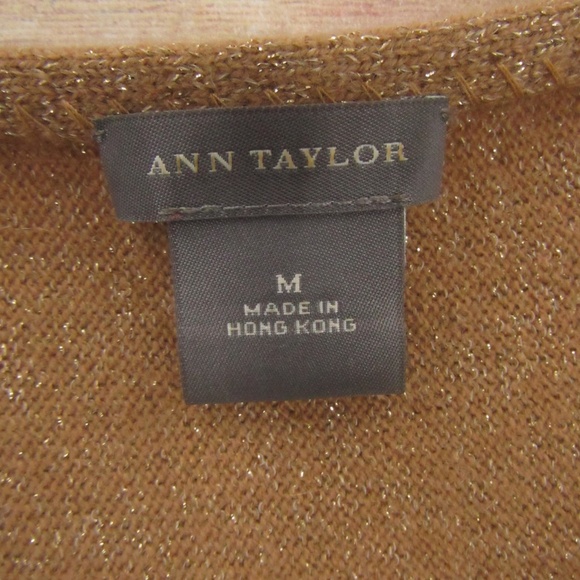 ANN TAYLOR
M
MADE IN
HONG KONG